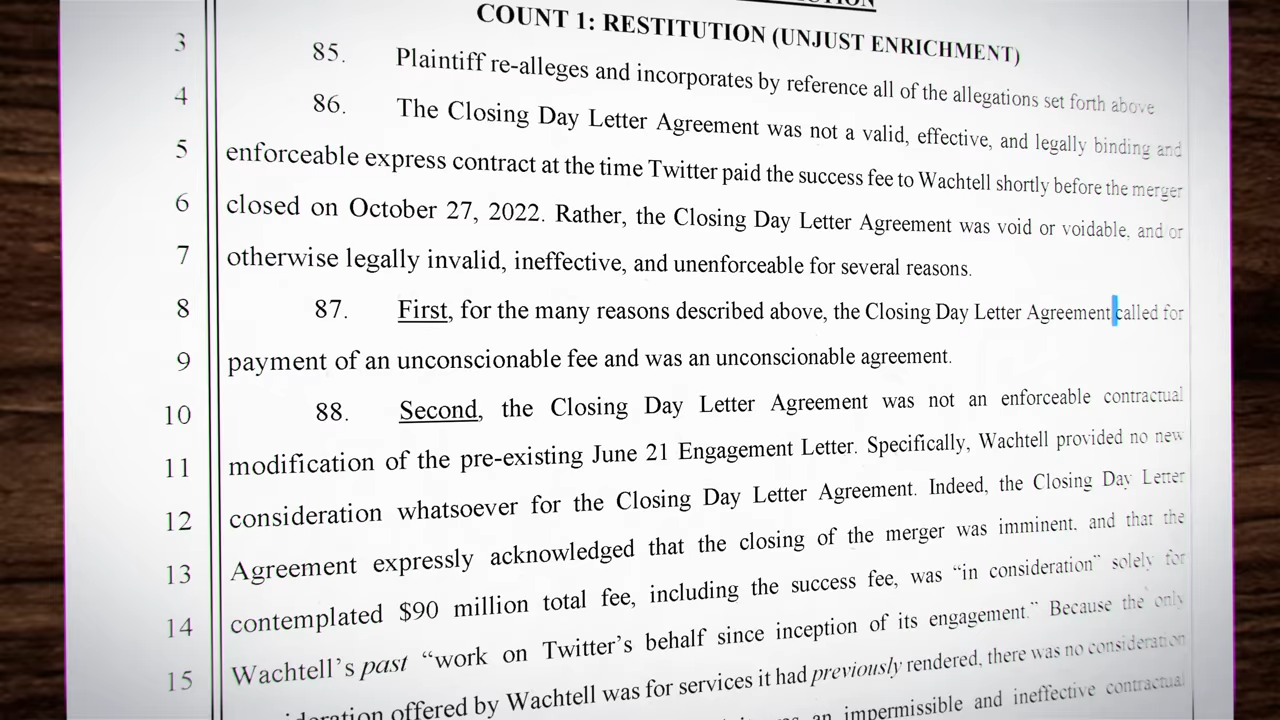 COUNT 1: RESTITUTION (UNJUST ENRICHMENT)
3 85. Plaintiff re-alleges and incorporates by reference all of the allegations set forth above
4 86. The Closing Day Letter Agreement was not a valid, effective, and legally binding and
5 enforceable express contract at the time Twitter paid the success fee to Wachtell shortly before the merger
6 closed on October 27, 2022. Rather, the Closing Day Letter Agreement was void or voidable, and or
7 otherwise legally invalid, ineffective, and unenforceable for several reasons.
8 87. First, for the many reasons described above, the Closing Day Letter Agreement called for
9 payment of an unconscionable fee and was an unconscionable agreement.
10 88. Second, the Closing Day Letter Agreement was not an enforceable contractual
11 modification of the pre-existing June 21 Engagement Letter. Specifically, Wachtell provided no new
12 consideration whatsoever for the Closing Day Letter Agreement. Indeed, the Closing Day Letter
13 Agreement expressly acknowledged that the closing of the merger was imminent, and that the
14 contemplated $90 million total fee, including the success fee, was “in consideration” solely for
15 Wachtell’s past “work on Twitter’s behalf since inception of its engagement.” Because the only
offered by Wachtell was for services it had previously rendered, there was no consideration
an impermissible and ineffective contractual